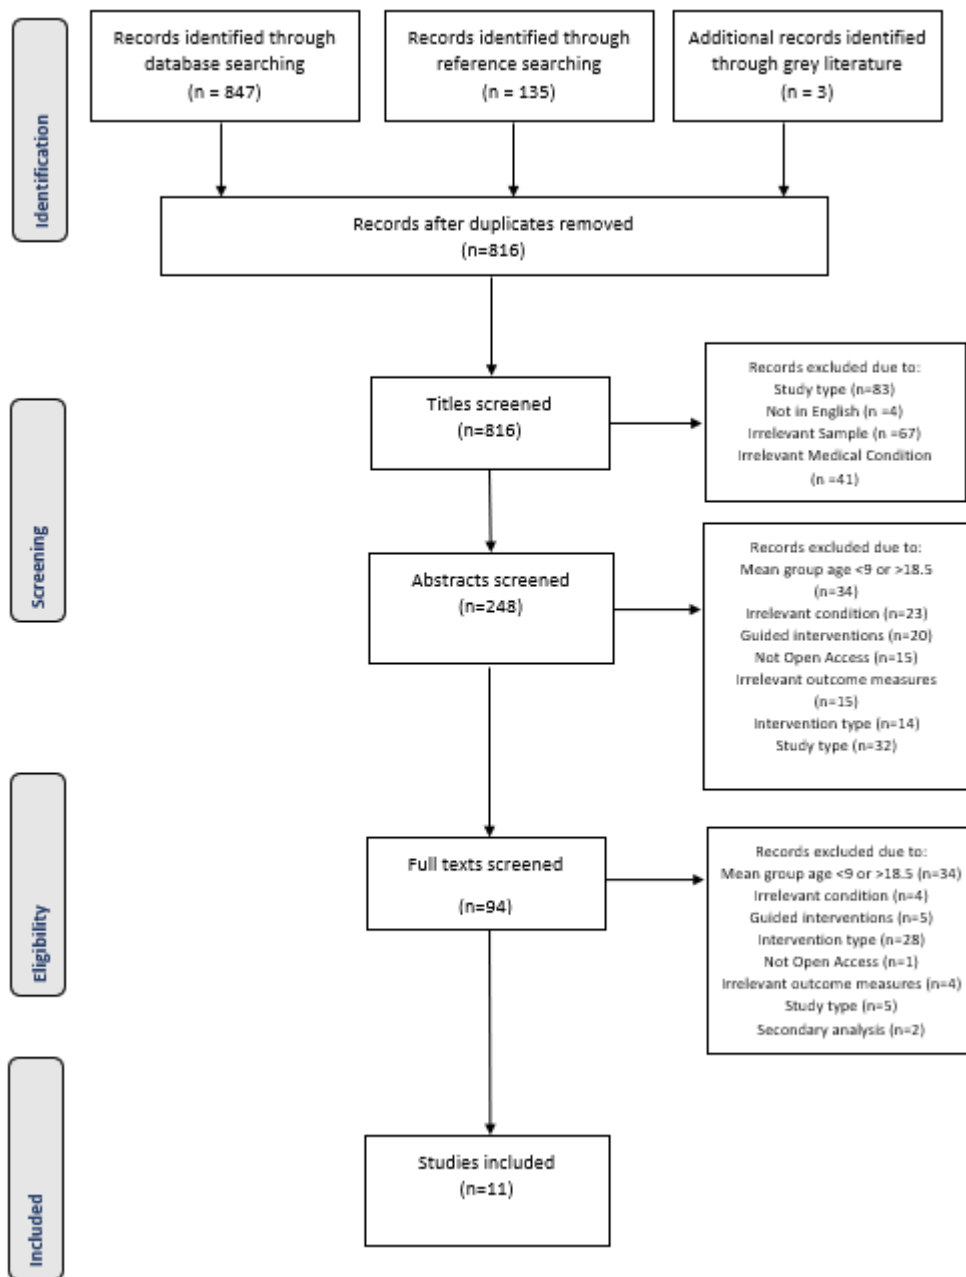 Records identified through
database searching
(n = 847)
Records identified through
reference searching
(n = 135)
Additional records identified
through grey literature
(n = 3)
Identification
Records after duplicates removed
(n=816)
Titles screened
(n=816)
Records excluded due to:
Study type (n=83)
Not in English (n =4)
Irrelevant Sample (n =67)
Irrelevant Medical Condition
(n =41)
Screening
Abstracts screened
(n=248)
Records excluded due to:
Mean group age <9 or >18.5
(n=34)
Irrelevant condition (n=23)
Guided interventions (n=20)
Not Open Access (n=15)
Irrelevant outcome measures
(n=15)
Intervention type (n=14)
Study type (n=32)
Eligibility
Full texts screened
(n=94)
Records excluded due to:
Mean group age <9 or >18.5 (n=34)
Irrelevant condition (n=4)
Guided interventions (n=5)
Intervention type (n=28)
Not Open Access (n=1)
Irrelevant outcome measures (n=4)
Study type (n=5)
Secondary analysis (n=2)
Included
Studies included
(n=11)